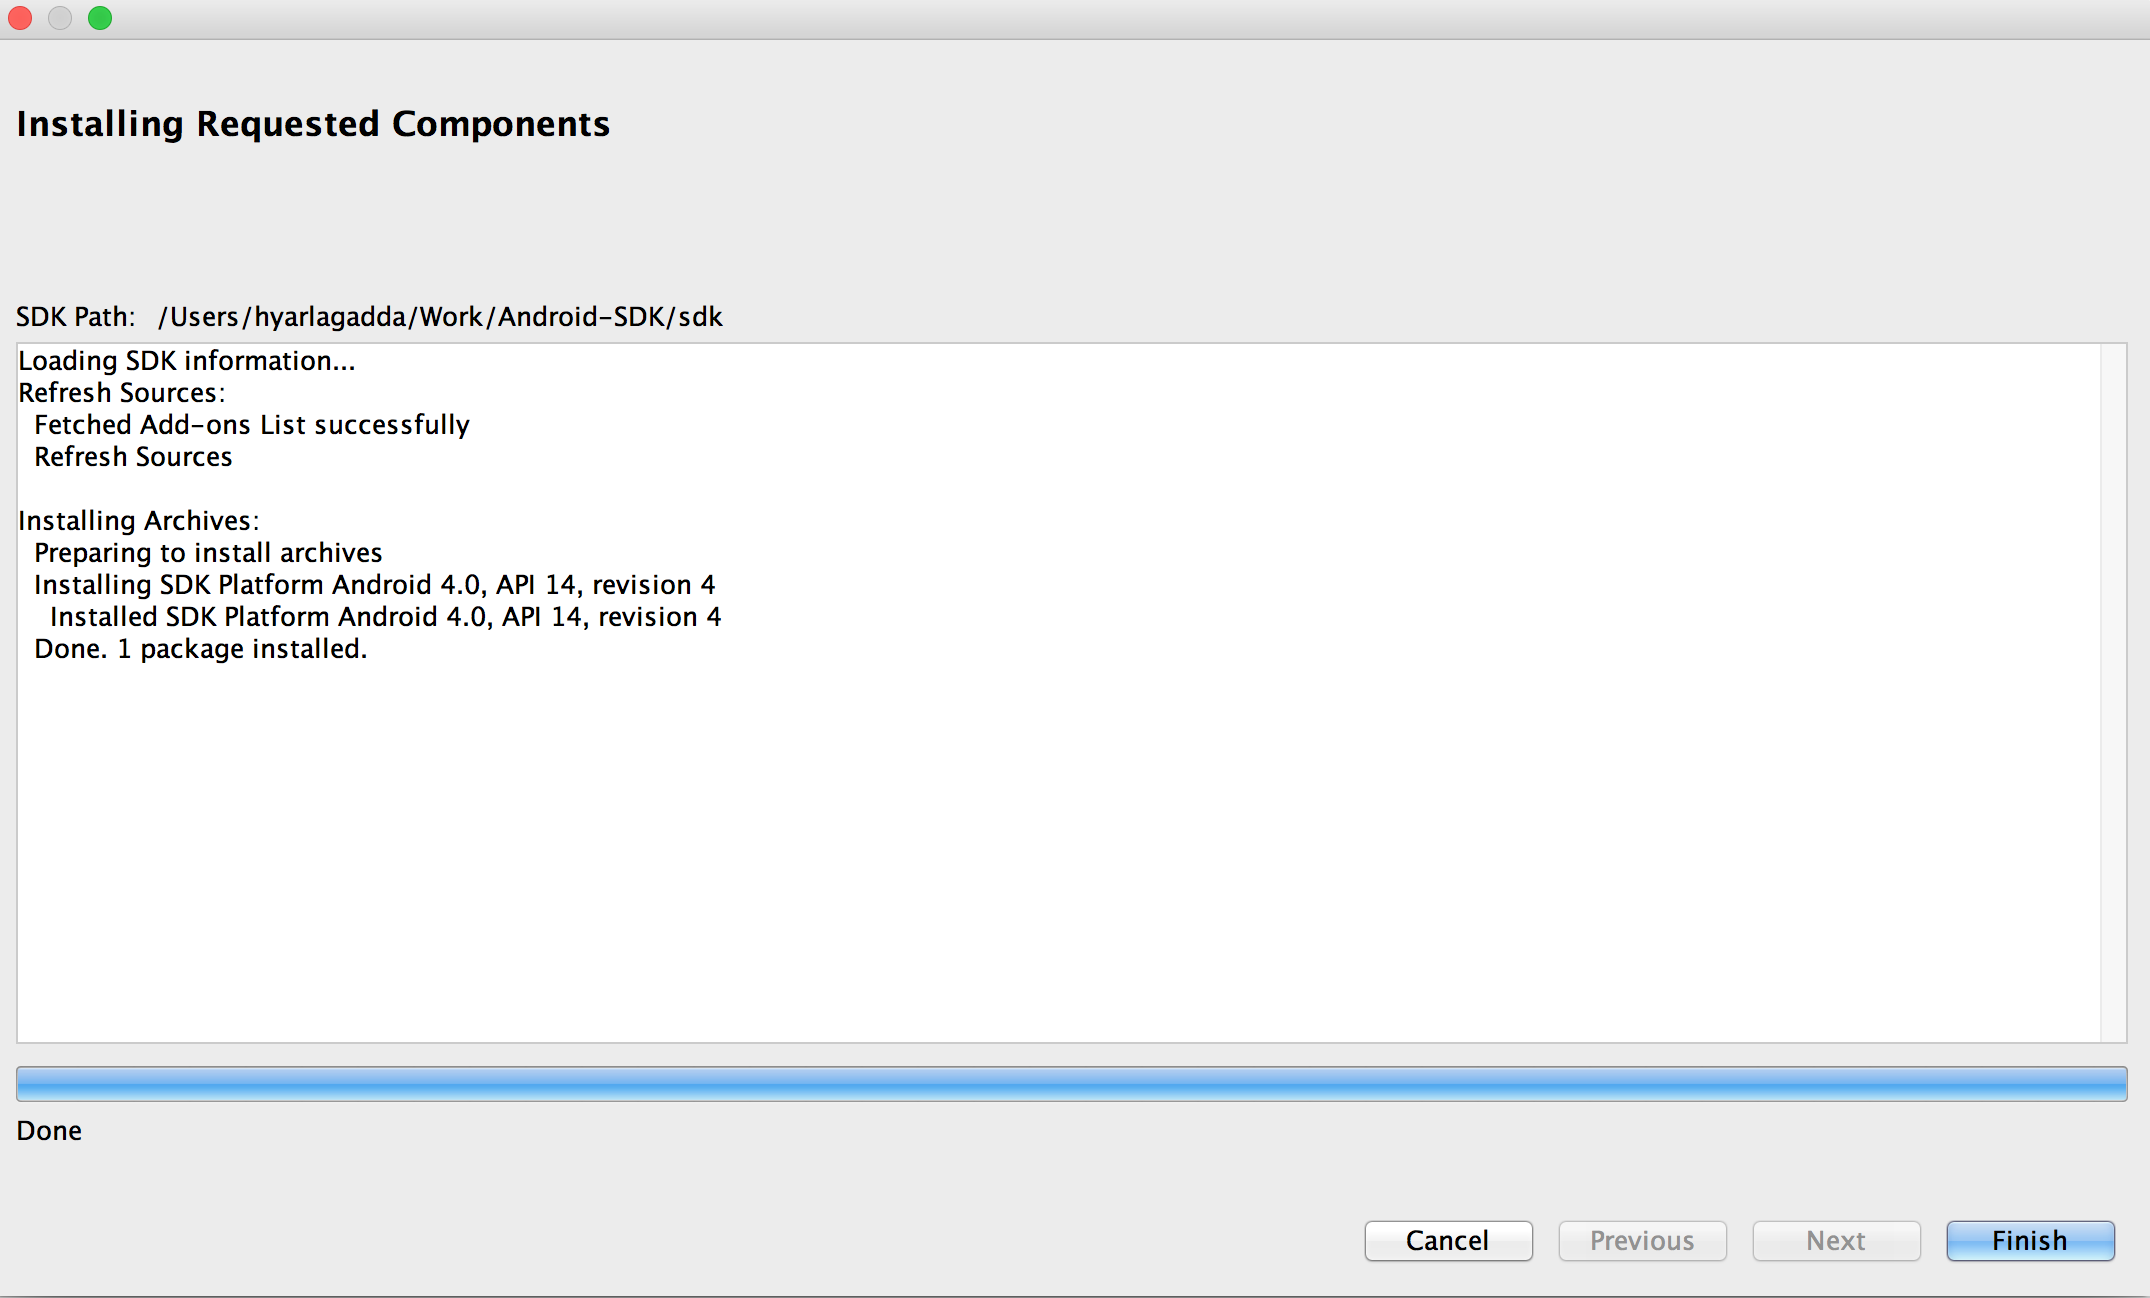 Installing Requested Components
SDK Path: /Users/hyarlagadda/Work/Android-SDK/sdk
Loading SDK information...
Refresh Sources:
Fetched Add-ons List successfully
Refresh Sources
Installing Archives:
Preparing to install archives
Installing SDK Platform Android 4.0, API 14, revision 4
Installed SDK Platform Android 4.0, API 14, revision 4
Done. 1 package installed.
Done
Cancel Previous Next Finish